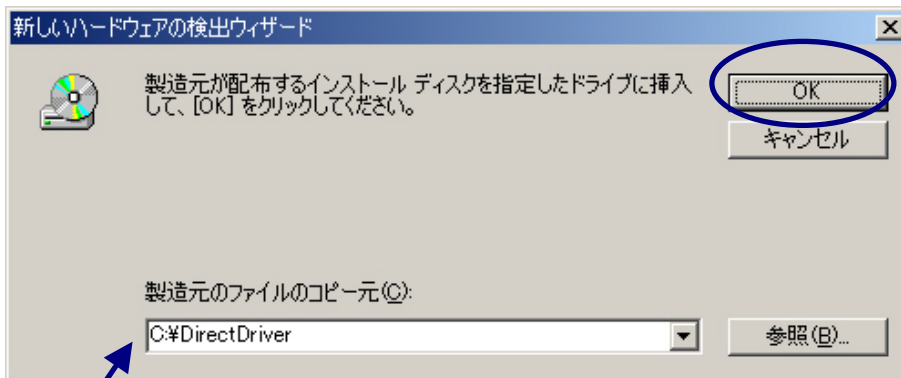 新しいハードウェアの検出ウィザード
製造元が配布するインストール ディスクを指定したドライブに挿入
して、[OK] をクリックしてください。
OK
キャンセル
製造元のファイルのコピー元(C):
C:¥DirectDriver
参照(B)...